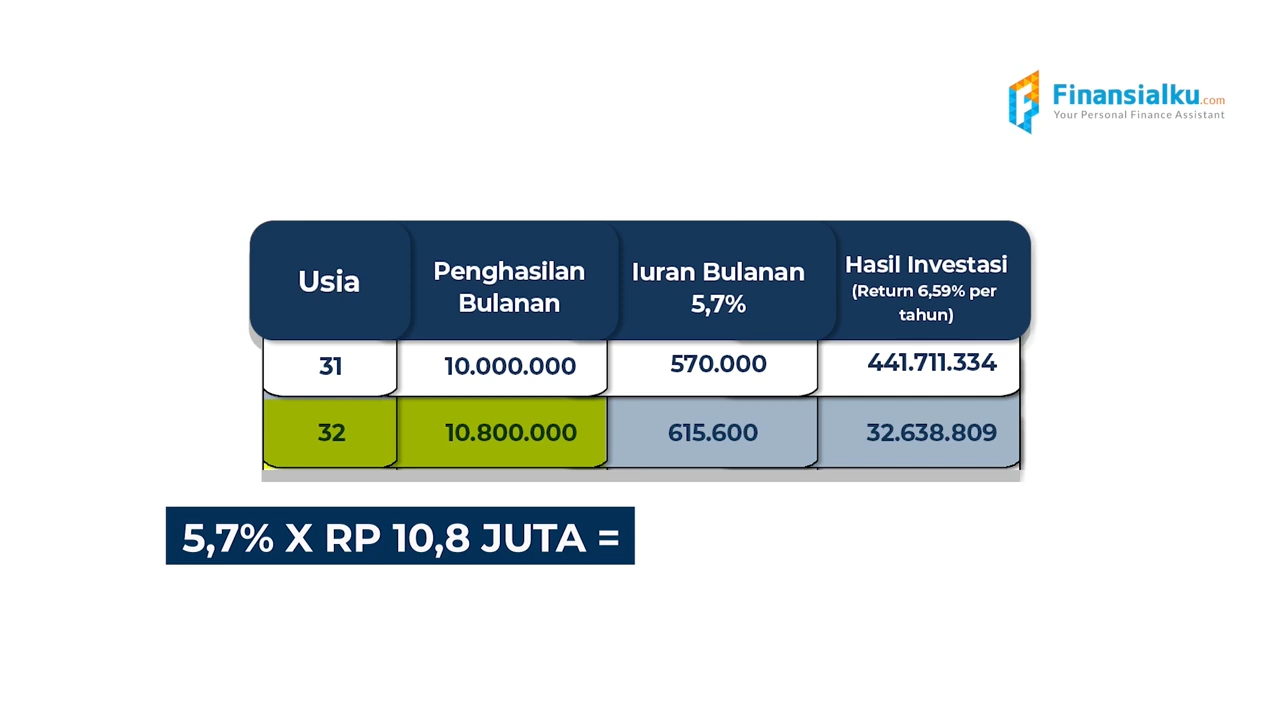 Finansialku.com
Your Personal Finance Assistant
Usia
Penghasilan
Bulanan
Iuran Bulanan
5,7%
Hasil Investasi
(Return 6,59% per
tahun)
31 10.000.000 570.000 441.711.334
32 10.800.000 615.600 32.638.809
5,7% X RP 10,8 JUTA =